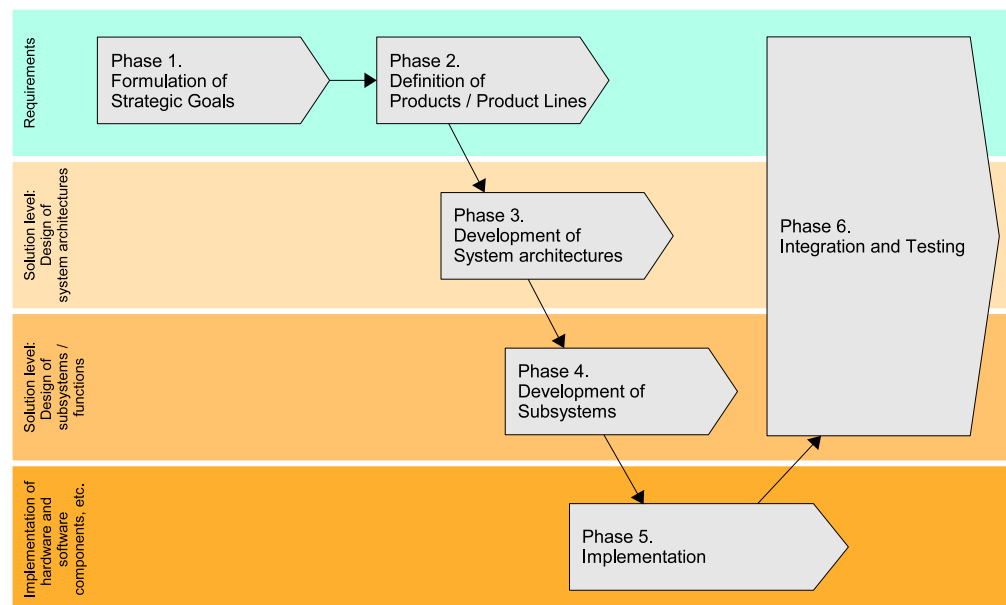 Requirements
Phase 1.
Formulation of
Strategic Goals
Phase 2.
Definition of
Products / Product Lines
Solution level:
Design of
system architectures
Phase 3.
Development of
System architectures
Phase 6.
Integration and Testing
Solution level:
Design of
subsystems /
functions
Phase 4.
Development of
Subsystems
Implementation of
hardware and
software
components, etc.
Phase 5.
Implementation